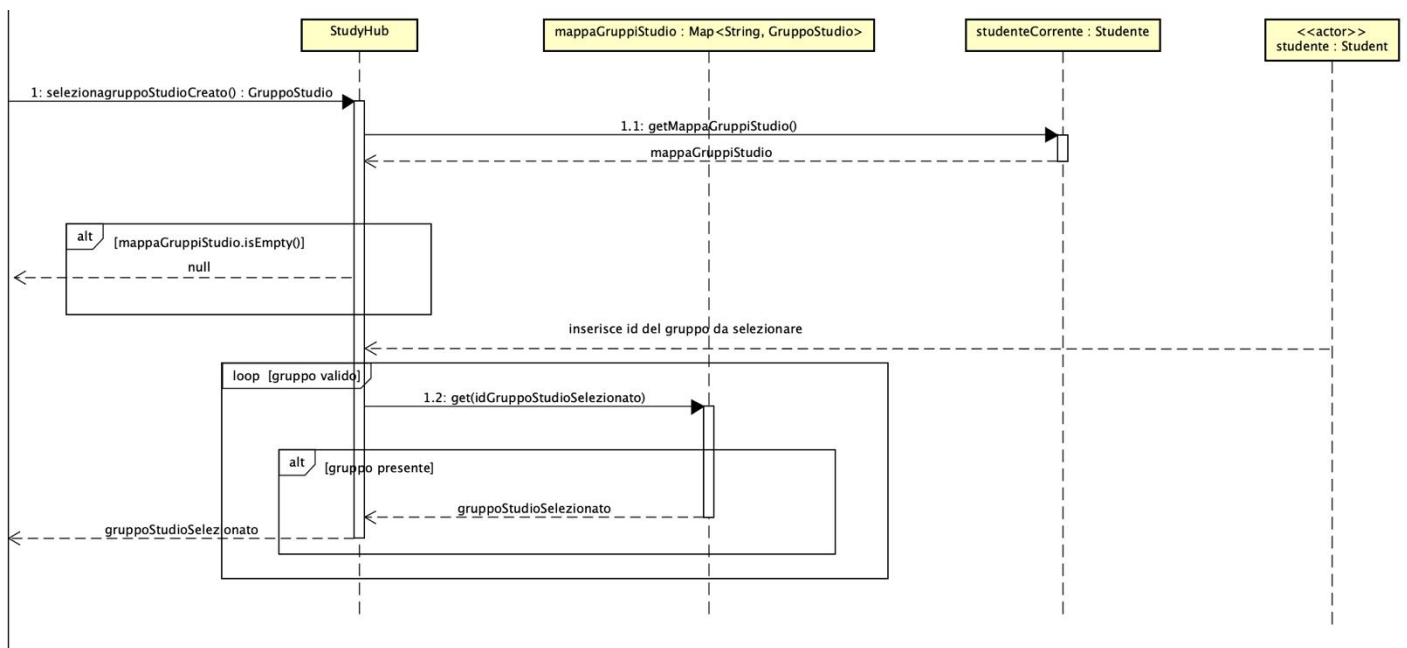 StudyHub
mappaGruppiStudio : Map<String, GruppoStudio>
studenteCorrente : Studente
<<actor>>
studente : Student
1: selezionagruppoStudioCreato() : GruppoStudio
1.1: getMappaGruppiStudio()
mappaGruppiStudio
alt
[mappaGruppiStudio.isEmpty()]
null
inserisce id del gruppo da selezionare
loop [gruppo valido]
1.2: get(idGruppoStudioSelezionato)
alt
[gruppo presente]
gruppoStudioSelezionato
gruppoStudioSelezionato